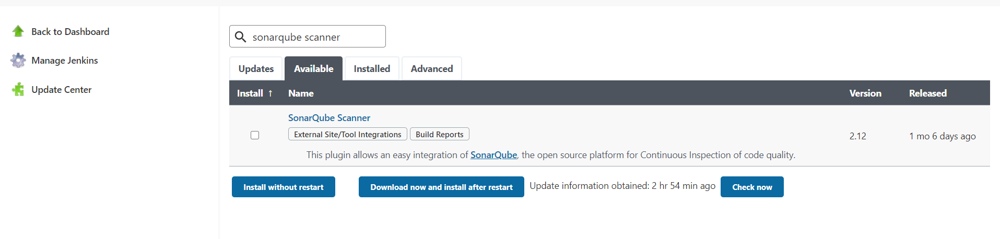 Back to Dashboard
Manage Jenkins
Update Center
sonarqube scanner
Updates Available Installed Advanced
Install ↑ Name Version Released
SonarQube Scanner
External Site/Tool Integrations Build Reports
2.12 1 mo 6 days ago
This plugin allows an easy integration of SonarQube, the open source platform for Continuous Inspection of code quality.
Install without restart Download now and install after restart Update information obtained: 2 hr 54 min ago Check now